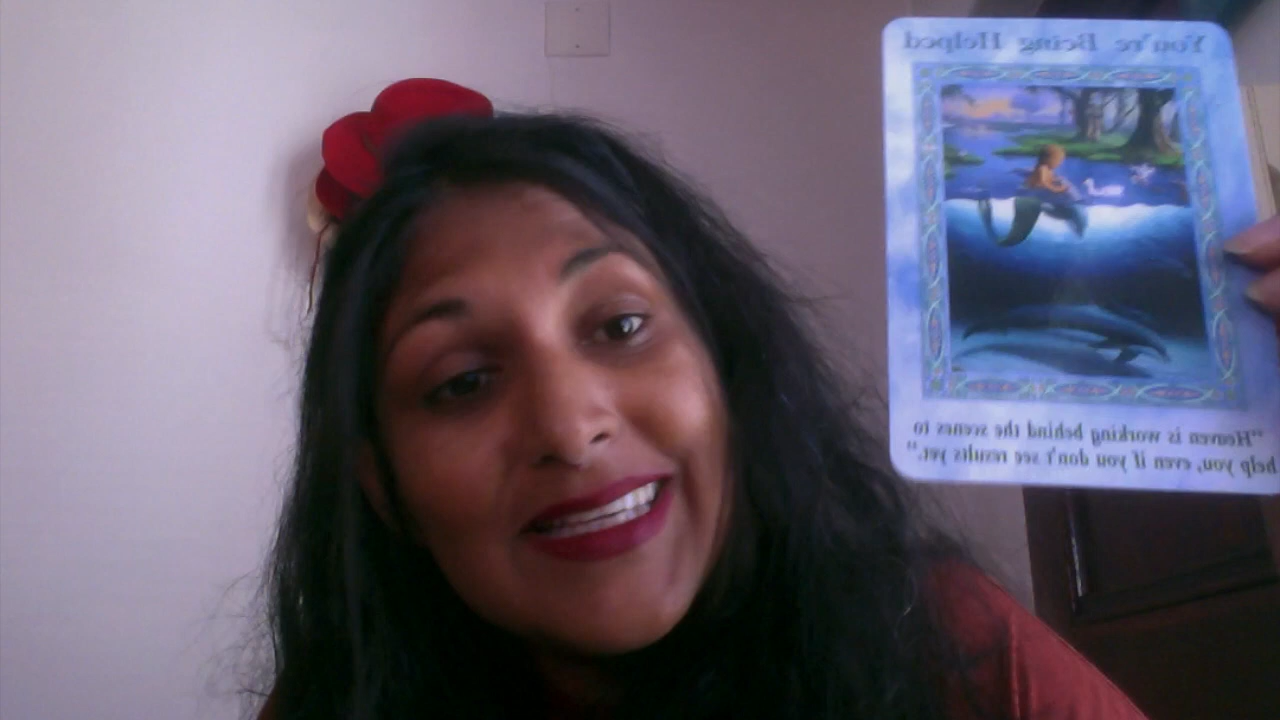 You're Being Helped
"Heaven is working behind the scenes to
help you, even if you don't see results yet."